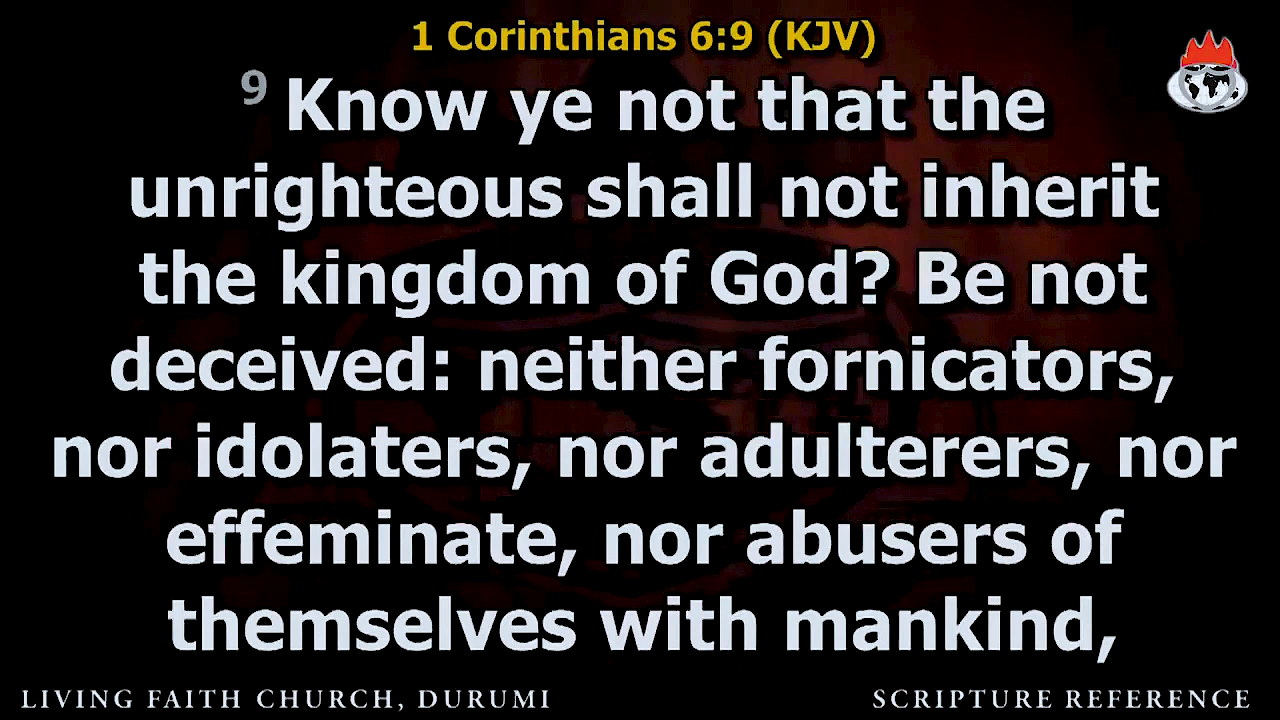 1 Corinthians 6:9 (KJV)
9 Know ye not that the
unrighteous shall not inherit
the kingdom of God? Be not
deceived: neither fornicators,
nor idolaters, nor adulterers, nor
effeminate, nor abusers of
themselves with mankind,
LIVING FAITH CHURCH, DURUMI
SCRIPTURE REFERENCE